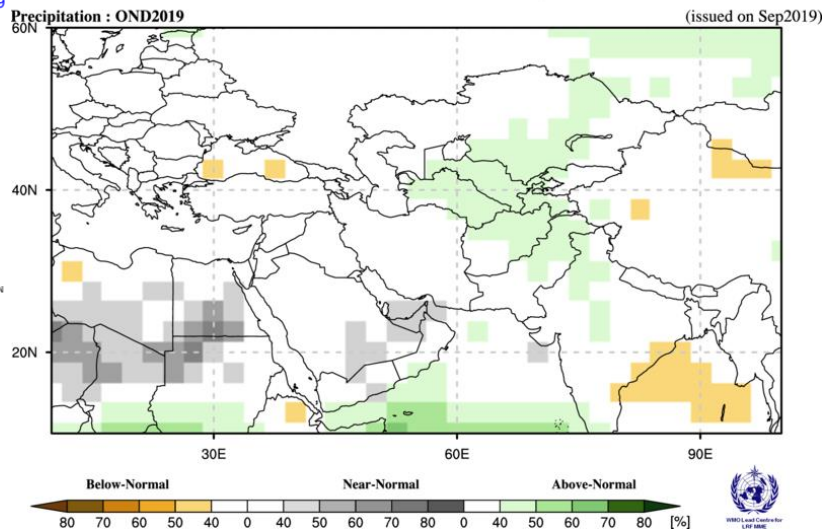 Precipitation : OND2019
(issued on Sep2019)
60N
40N
20N
30E
60E
90E
Below-Normal
Near-Normal
Above-Normal
80 70 60 50 40 0 40 50 60 70 80 0 40 50 60 70 80 [%]
WMO Lead Centre for
LRF MME